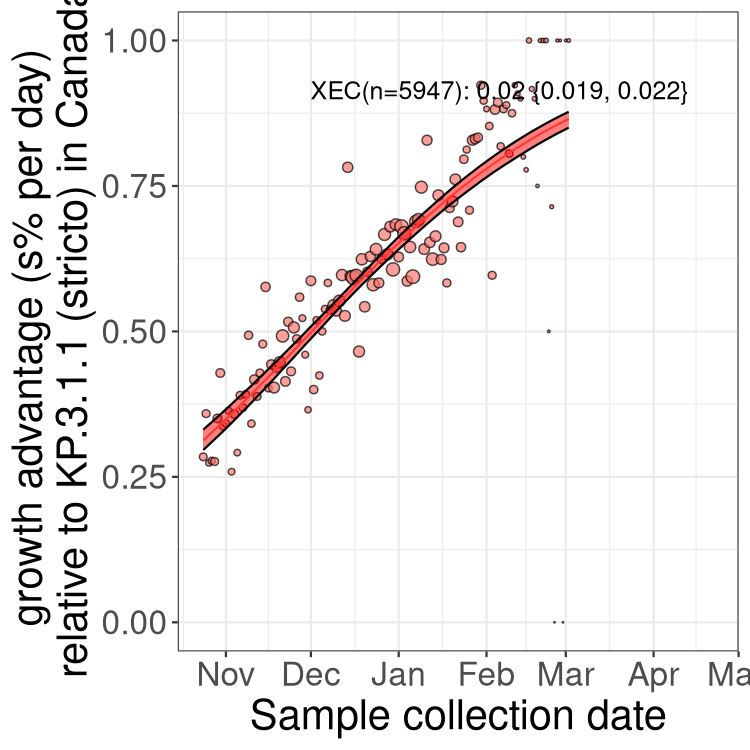 growth advantage (s% per day)
relative to KP.3.1.1 (stricto) in Canada
1.00
0.75
0.50
0.25
0.00
XEC(n=5947): 0.02 {0.019, 0.022}
Nov Dec Jan Feb Mar Apr Ma
Sample collection date